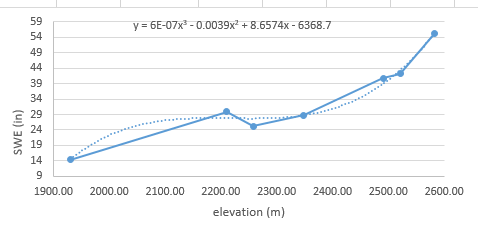 y = 6E-07x³ - 0.0039x² + 8.6574x - 6368.7
59
54
49
44
39
34
29
24
19
14
9
SWE (in)
1900.00 2000.00 2100.00 2200.00 2300.00 2400.00 2500.00 2600.00
elevation (m)